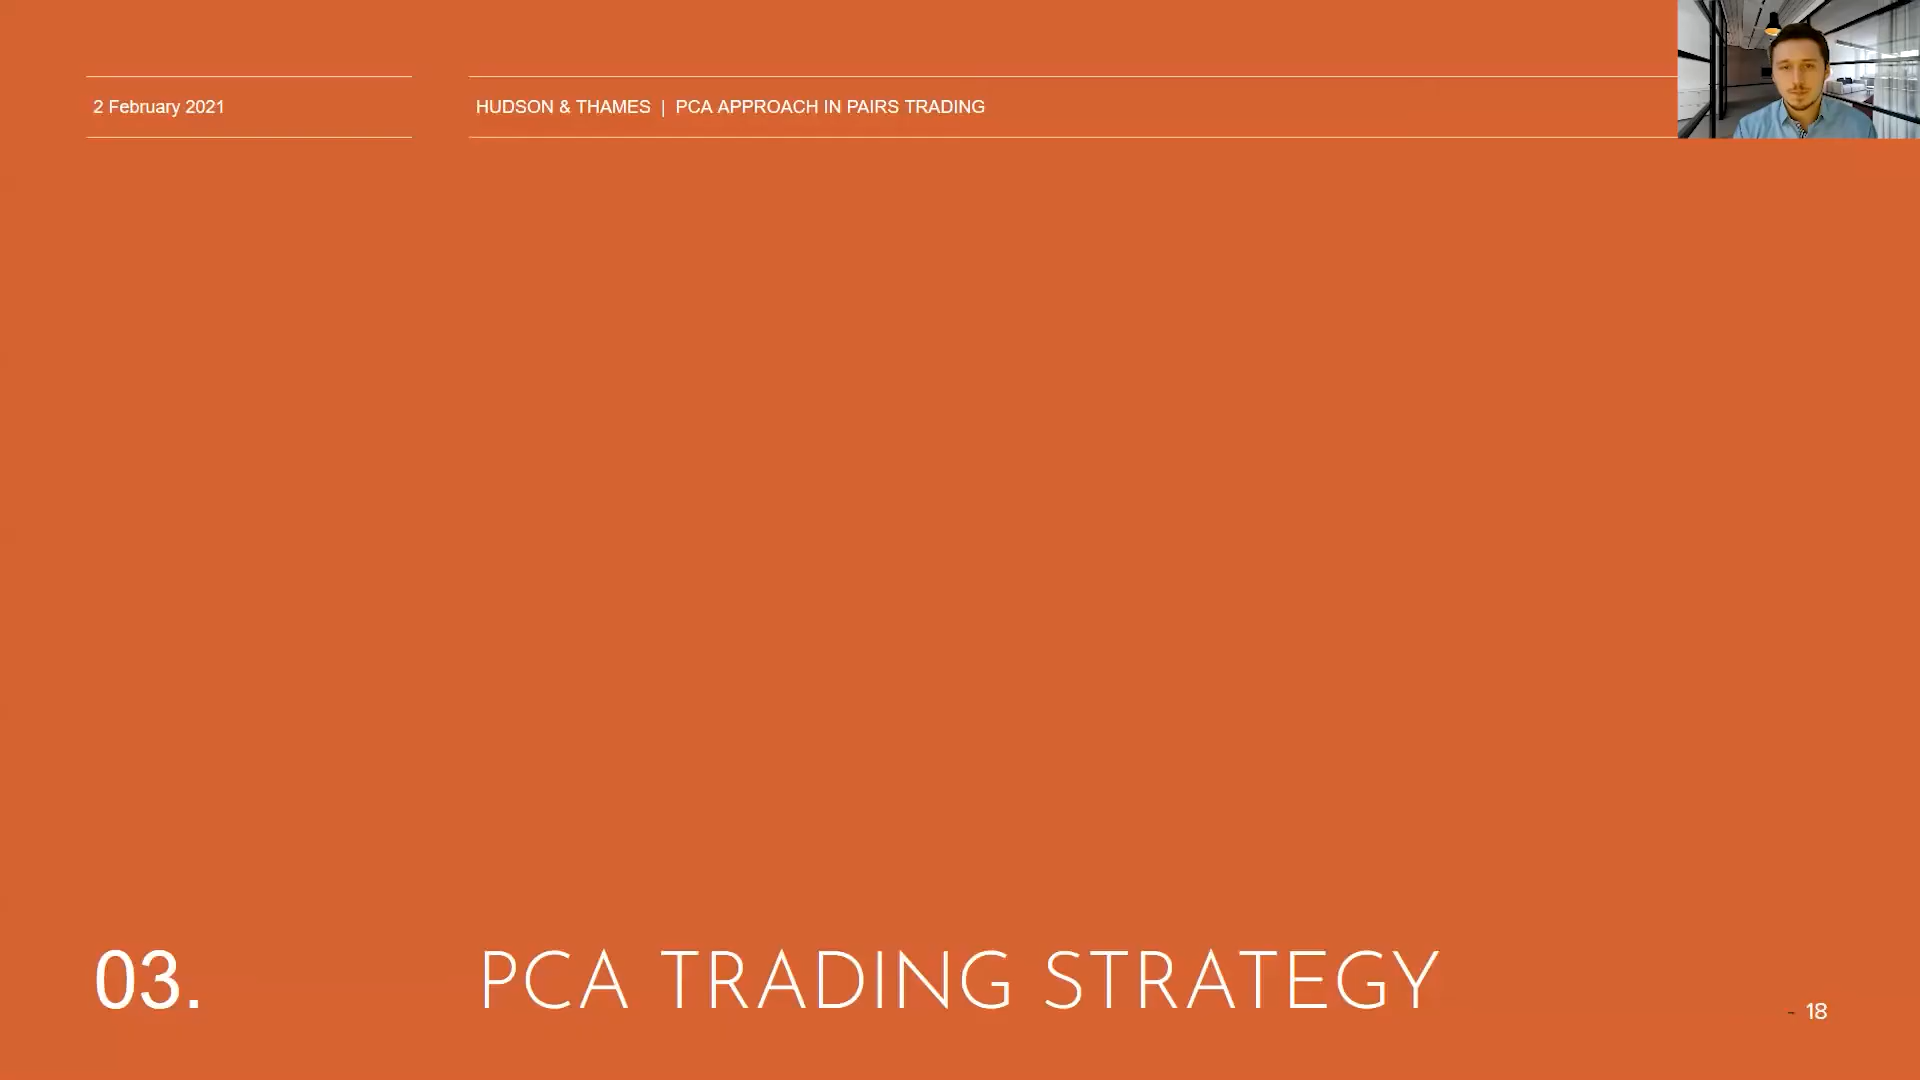 2 February 2021
HUDSON & THAMES | PCA APPROACH IN PAIRS TRADING
03.
PCA TRADING STRATEGY
- 18